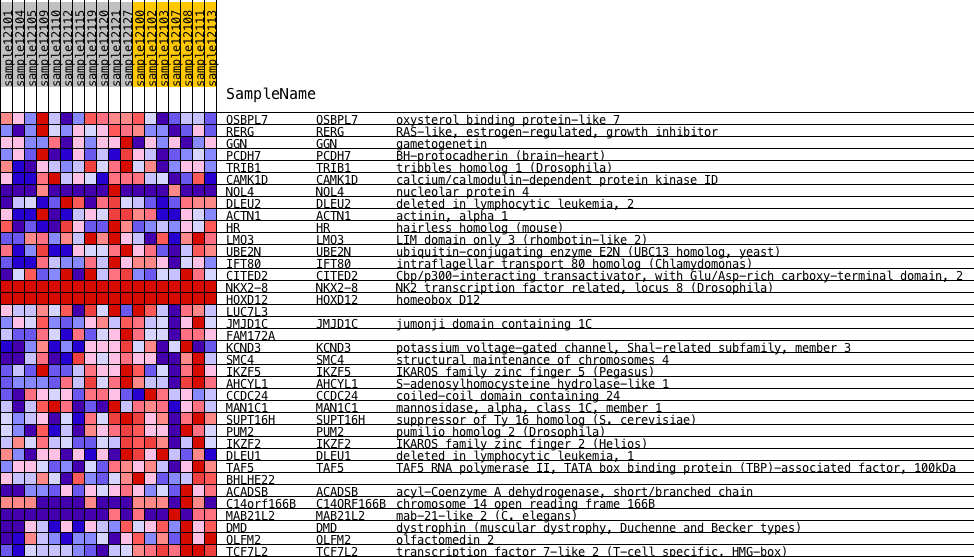 sample12101
sample12104
sample12105
sample12109
sample12110
sample12112
sample12115
sample12119
sample12120
sample12121
sample12127
sample12100
sample12102
sample12103
sample12107
sample12108
sample12111
sample12113
SampleName
OSBPL7 OSBPL7 oxysterol binding protein-like 7
RERG RERG RAS-like, estrogen-regulated, growth inhibitor
GGN GGN gametogenetin
PCDH7 PCDH7 BH-protocadherin (brain-heart)
TRIB1 TRIB1 tribbles homolog 1 (Drosophila)
CAMK1D CAMK1D calcium/calmodulin-dependent protein kinase ID
NOL4 NOL4 nucleolar protein 4
DLEU2 DLEU2 deleted in lymphocytic leukemia, 2
ACTN1 ACTN1 actinin, alpha 1
HR HR hairless homolog (mouse)
LMO3 LMO3 LIM domain only 3 (rhombotin-like 2)
UBE2N UBE2N ubiquitin-conjugating enzyme E2N (UBC13 homolog, yeast)
IFT80 IFT80 intraflagellar transport 80 homolog (Chlamydomonas)
CITED2 CITED2 Cbp/p300-interacting transactivator, with Glu/Asp-rich carboxy-terminal domain, 2
NKX2-8 NKX2-8 NK2 transcription factor related, locus 8 (Drosophila)
HOXD12 HOXD12 homeobox D12
LUC7L3
JMJD1C JMJD1C jumonji domain containing 1C
FAM172A
KCND3 KCND3 potassium voltage-gated channel, Shal-related subfamily, member 3
SMC4 SMC4 structural maintenance of chromosomes 4
IKZF5 IKZF5 IKAROS family zinc finger 5 (Pegasus)
AHCYL1 AHCYL1 S-adenosylhomocysteine hydrolase-like 1
CCDC24 CCDC24 coiled-coil domain containing 24
MAN1C1 MAN1C1 mannosidase, alpha, class 1C, member 1
SUPT16H SUPT16H suppressor of Ty 16 homolog (S. cerevisiae)
PUM2 PUM2 pumilio homolog 2 (Drosophila)
IKZF2 IKZF2 IKAROS family zinc finger 2 (Helios)
DLEU1 DLEU1 deleted in lymphocytic leukemia, 1
TAF5 TAF5 TAF5 RNA polymerase II, TATA box binding protein (TBP)-associated factor, 100kDa
BHLHE22
ACADSB ACADSB acyl-Coenzyme A dehydrogenase, short/branched chain
C14orf166B C14ORF166B chromosome 14 open reading frame 166B
MAB21L2 MAB21L2 mab-21-like 2 (C. elegans)
DMD DMD dystrophin (muscular dystrophy, Duchenne and Becker types)
OLFM2 OLFM2 olfactomedin 2
TCF7L2 TCF7L2 transcription factor 7-like 2 (T-cell specific, HMG-box)